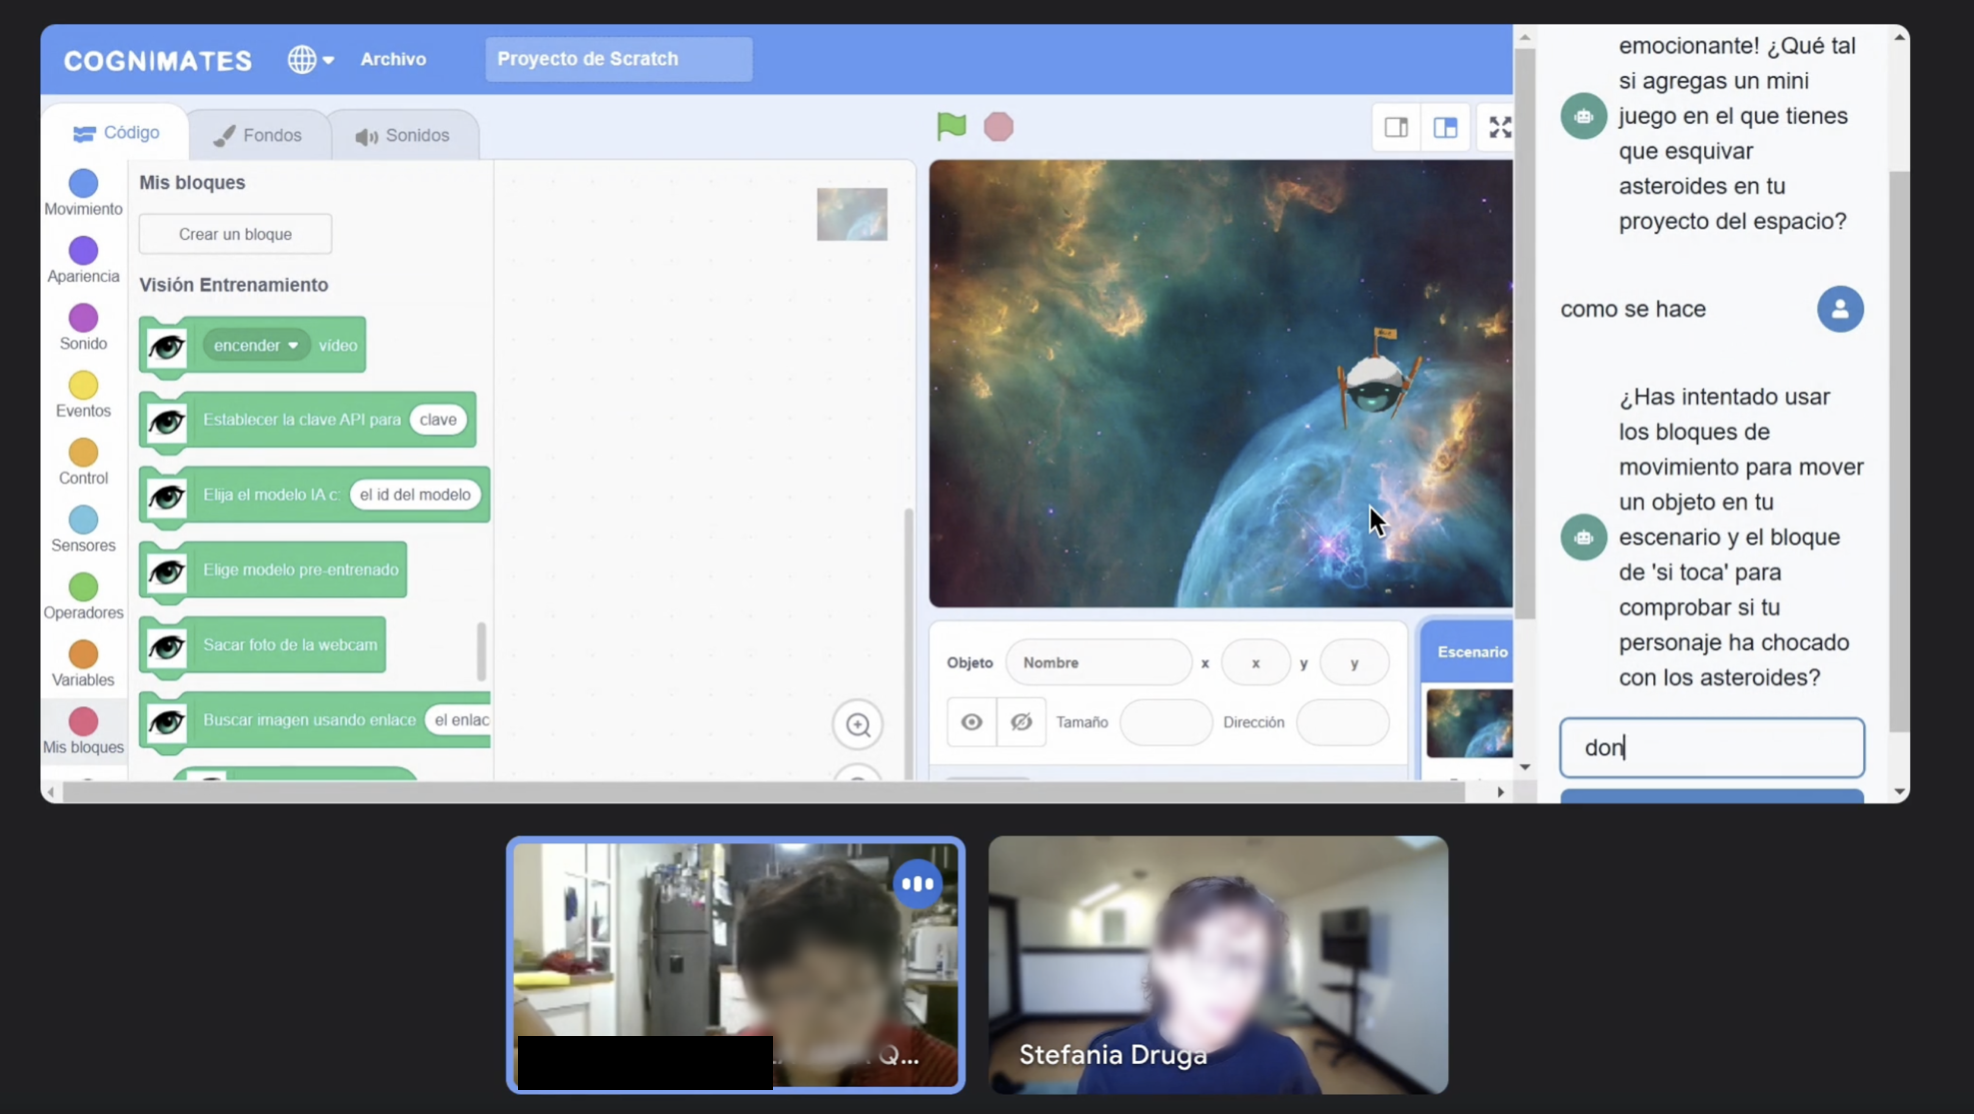 COGNIMATES
Archivo
Proyecto de Scratch
Código
Fondos
Sonidos
Movimiento
Apariencia
Sonido
Eventos
Control
Sensores
Operadores
Variables
Mis bloques
Mis bloques
Crear un bloque
Visión Entrenamiento
encender vídeo
Establecer la clave API para clave
Elija el modelo IA c: el id del modelo
Elige modelo pre-entrenado
Sacar foto de la webcam
Buscar imagen usando enlace el enlac
Objeto Nombre x x y y
Tamaño Dirección
Escenario
emocionante! ¿Qué tal
si agregas un mini
juego en el que tienes
que esquivar
asteroides en tu
proyecto del espacio?
como se hace
¿Has intentado usar
los bloques de
movimiento para mover
un objeto en tu
escenario y el bloque
de 'si toca' para
comprobar si tu
personaje ha chocado
con los asteroides?
don
Q...
Stefania Druga